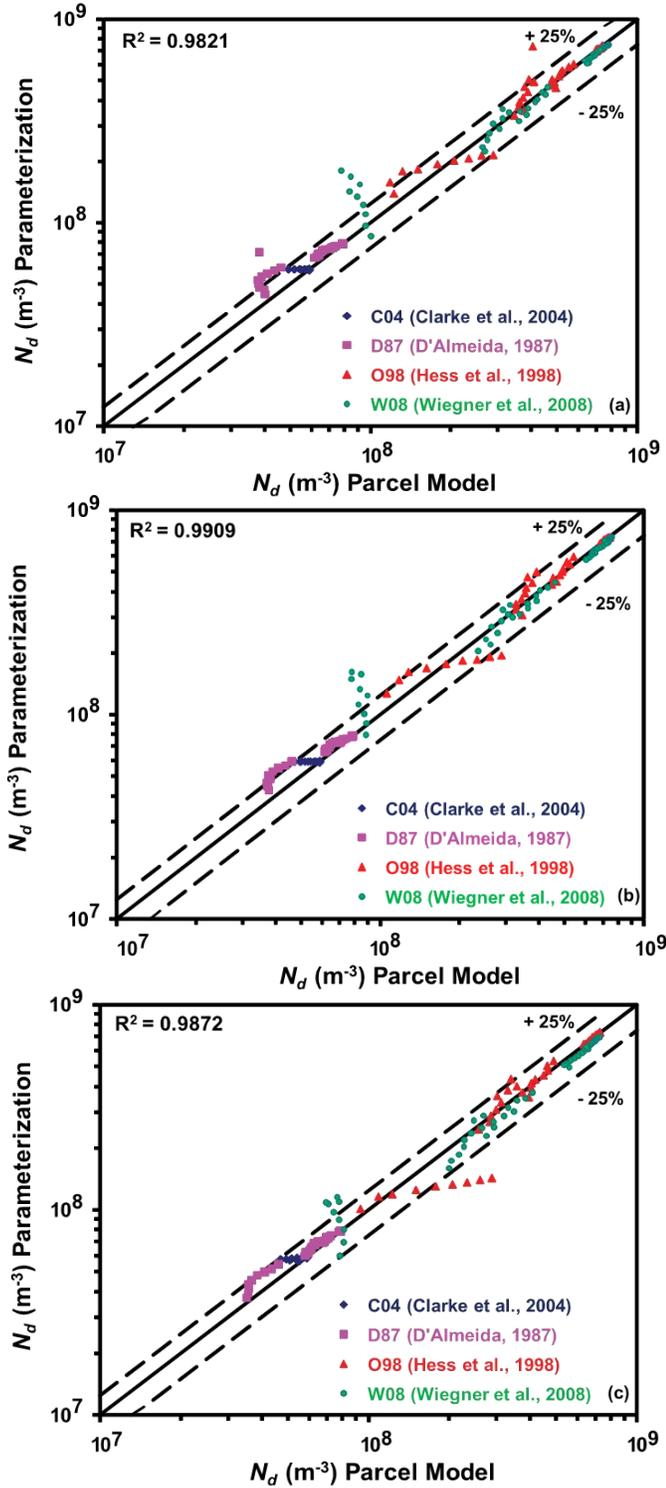 10⁹
R² = 0.9821
+ 25%
- 25%
10⁸
N_d (m⁻³) Parameterization
C04 (Clarke et al., 2004)
D87 (D'Almeida, 1987)
O98 (Hess et al., 1998)
W08 (Wiegner et al., 2008) (a)
10⁷
10⁷ 10⁸ 10⁹
N_d (m⁻³) Parcel Model
10⁹
R² = 0.9909
+ 25%
- 25%
10⁸
N_d (m⁻³) Parameterization
C04 (Clarke et al., 2004)
D87 (D'Almeida, 1987)
O98 (Hess et al., 1998)
W08 (Wiegner et al., 2008) (b)
10⁷
10⁷ 10⁸ 10⁹
N_d (m⁻³) Parcel Model
10⁹
R² = 0.9872
+ 25%
- 25%
10⁸
N_d (m⁻³) Parameterization
C04 (Clarke et al., 2004)
D87 (D'Almeida, 1987)
O98 (Hess et al., 1998)
W08 (Wiegner et al., 2008) (c)
10⁷
10⁷ 10⁸ 10⁹
N_d (m⁻³) Parcel Model